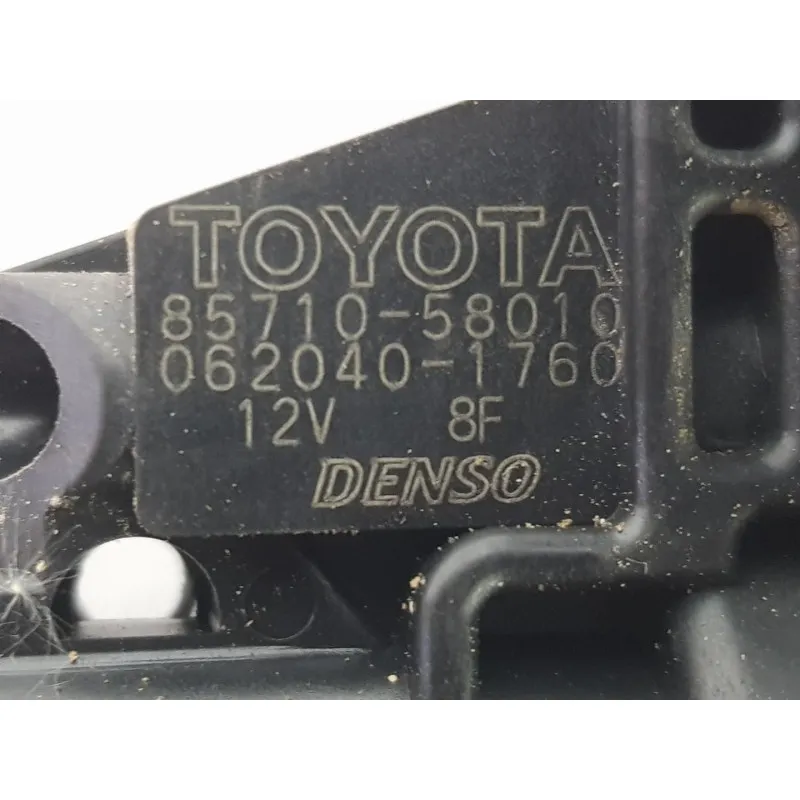 TOYOTA
85710-58010
062040-1760
12V 8F
DENSO